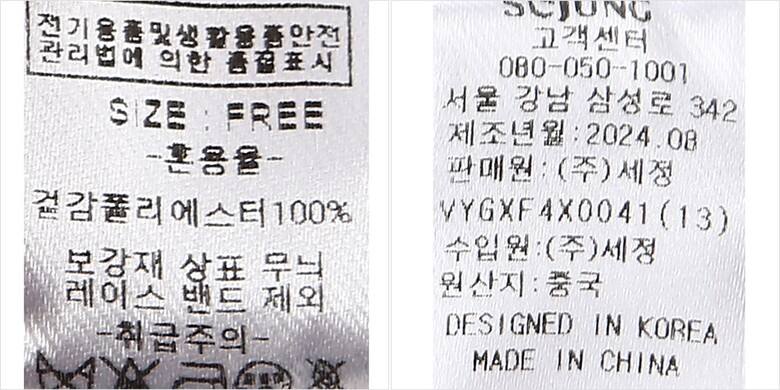 전기용품및생활용품안전
관리법에 의한 품질표시
SIZE : FREE
-혼용율-
겉감폴리에스터100%
보강재 상표 무늬
레이스 밴드 제외
-취급주의-
SEJUNG
고객센터
080-050-1001
서울 강남 삼성로 342
제조년월:2024.08
판매원:(주)세정
VYGXF4X0041(13)
수입원:(주)세정
원산지:중국
DESIGNED IN KOREA
MADE IN CHINA